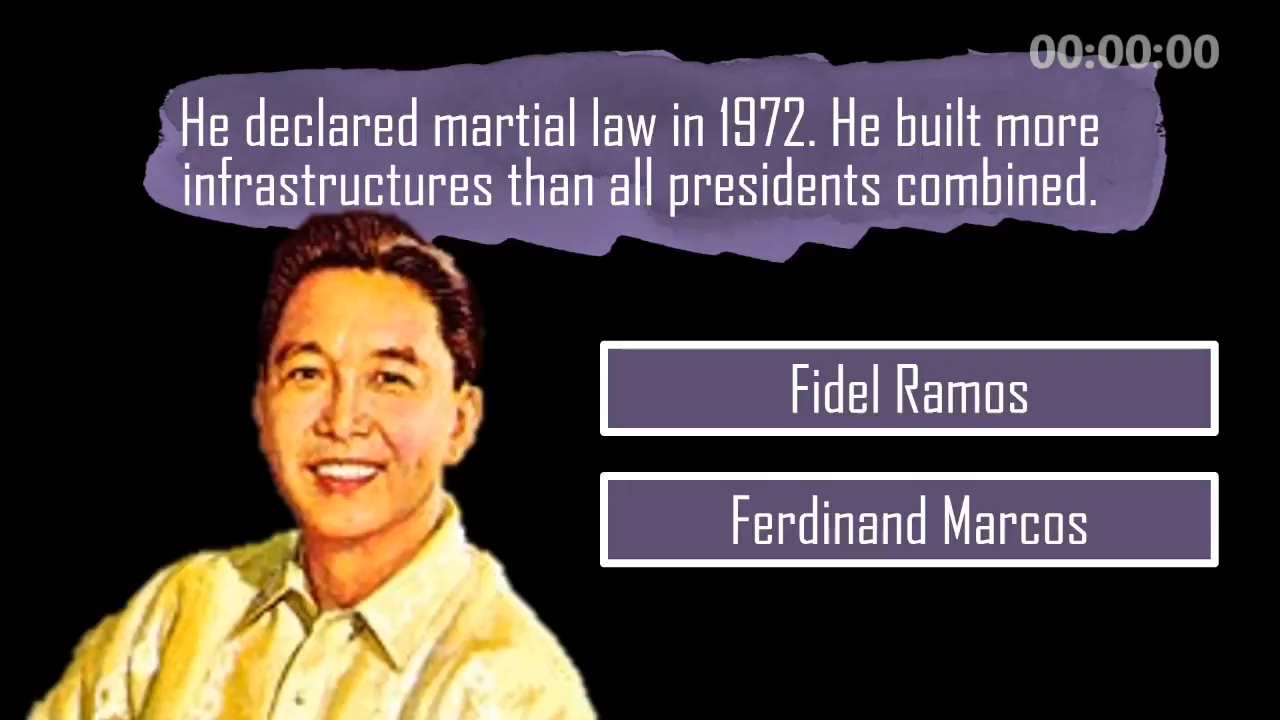 00:00:00
He declared martial law in 1972. He built more
infrastructures than all presidents combined.
Fidel Ramos
Ferdinand Marcos